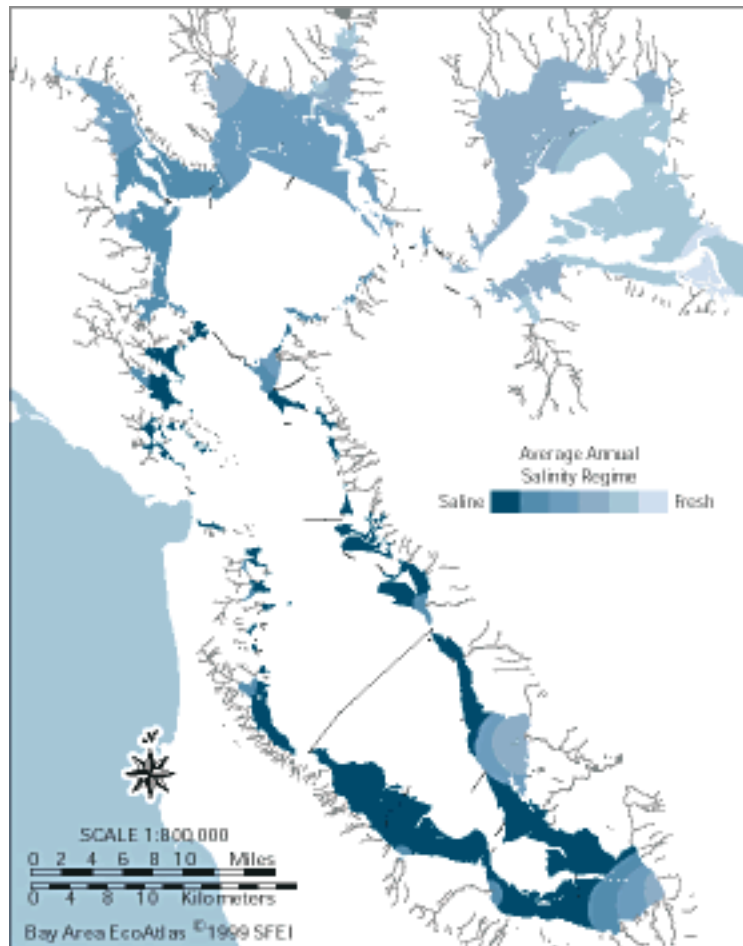 Average Annual
Salinity Regime
Saline Fresh
N
SCALE 1:800,000
0 2 4 6 8 10 Miles
0 4 8 10 Kilometers
Bay Area EcoAtlas ©1999 SFEI